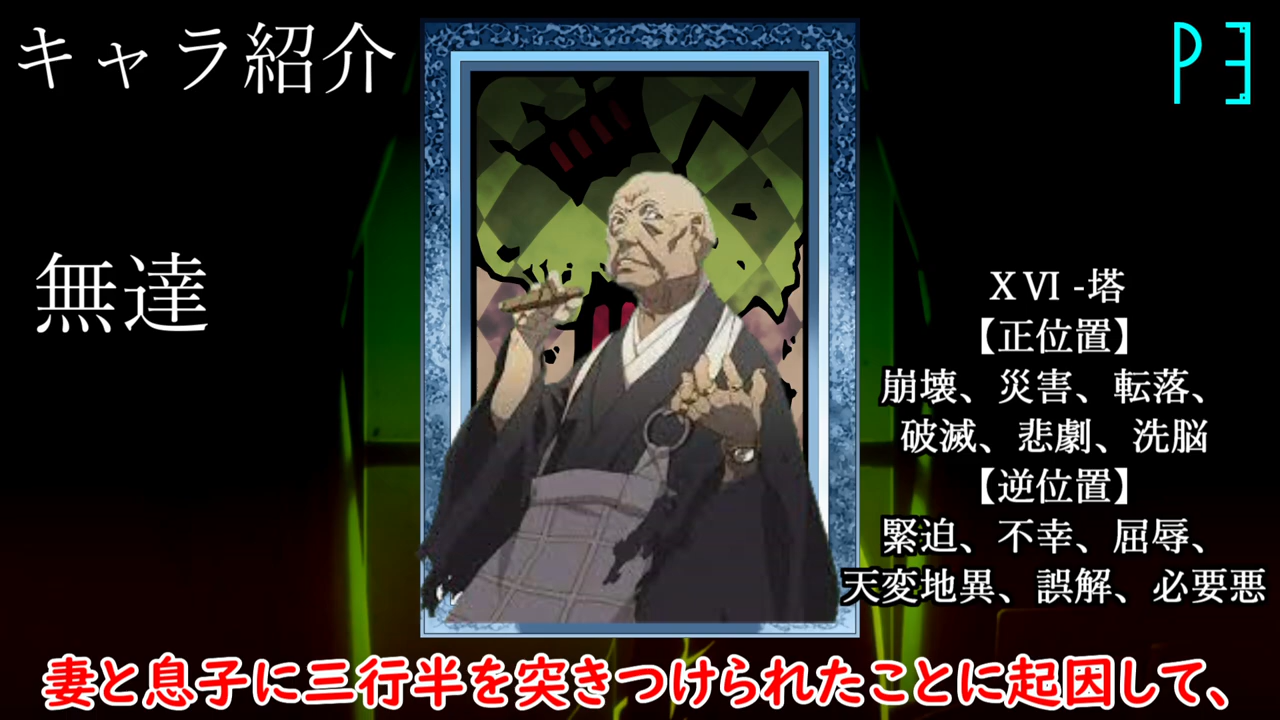 キャラ紹介
P3
無達
ⅩⅥ-塔
【正位置】
崩壊、災害、転落、
破滅、悲劇、洗脳
【逆位置】
緊迫、不幸、屈辱、
天変地異、誤解、必要悪
妻と息子に三行半を突きつけられたことに起因して、